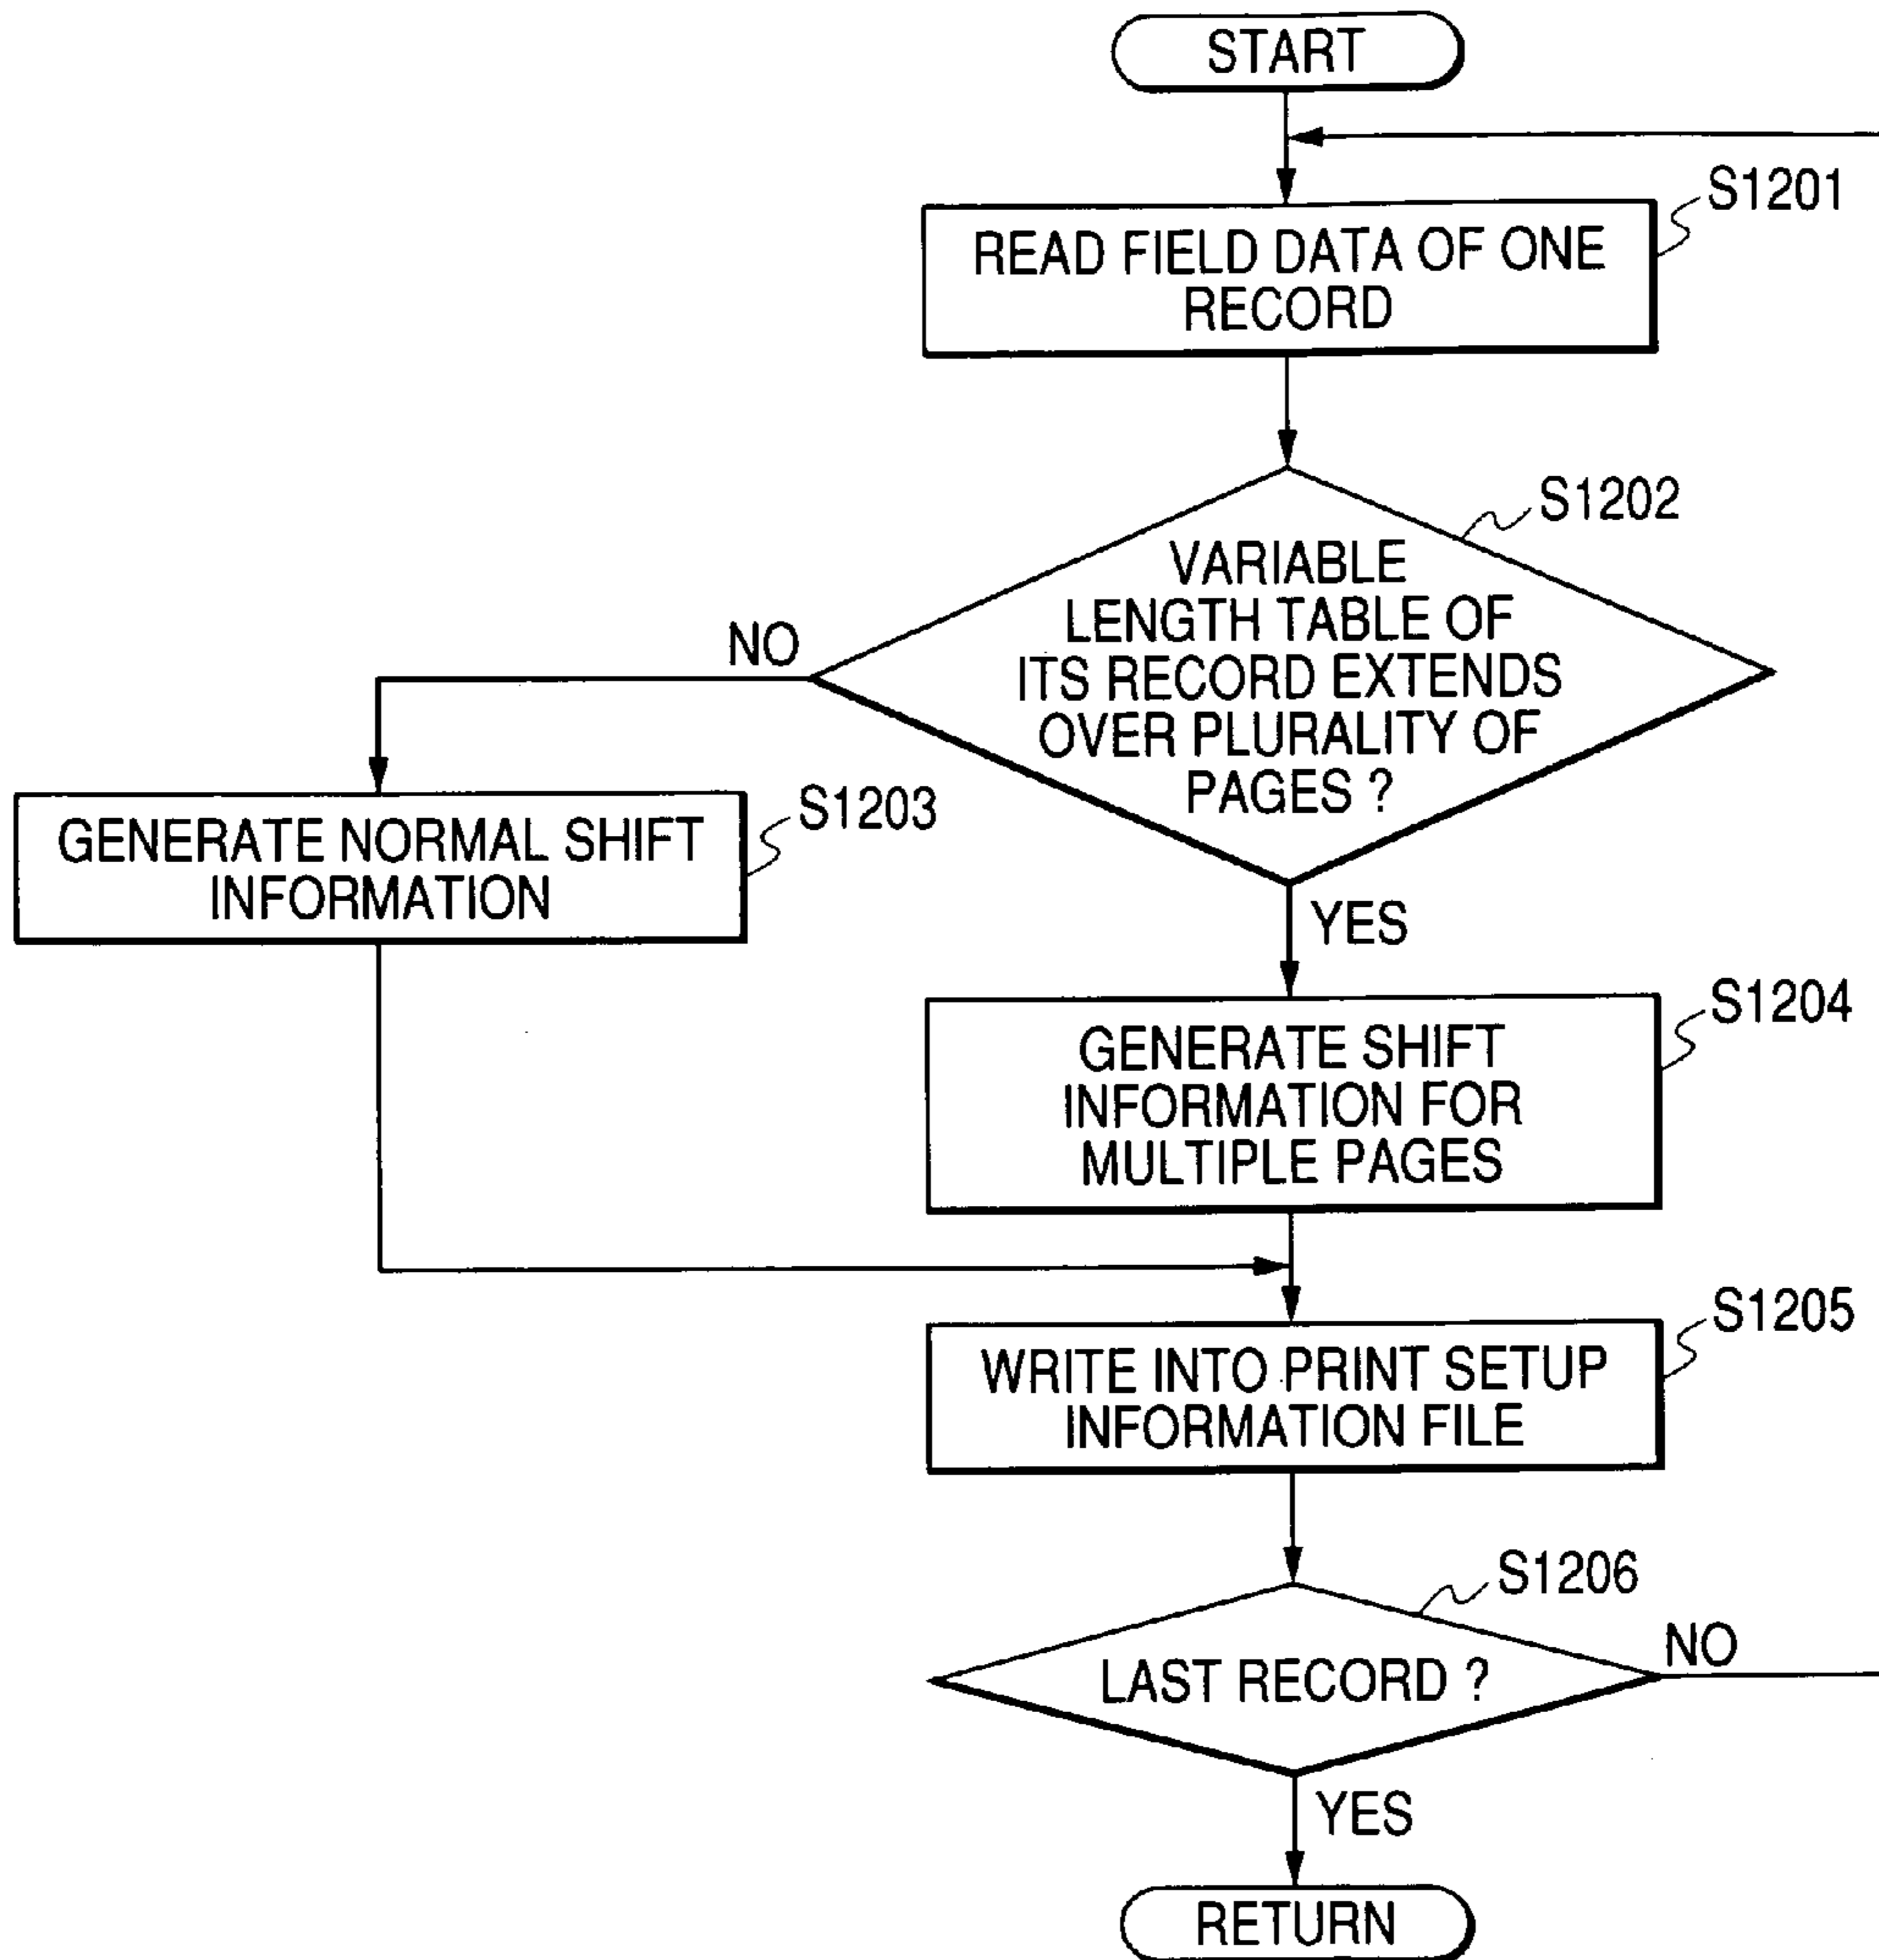 START
S1201
READ FIELD DATA OF ONE
RECORD
S1202
VARIABLE
LENGTH TABLE OF
ITS RECORD EXTENDS
OVER PLURALITY OF
PAGES ?
NO
S1203
GENERATE NORMAL SHIFT
INFORMATION
YES
S1204
GENERATE SHIFT
INFORMATION FOR
MULTIPLE PAGES
S1205
WRITE INTO PRINT SETUP
INFORMATION FILE
S1206
LAST RECORD ?
NO
YES
RETURN